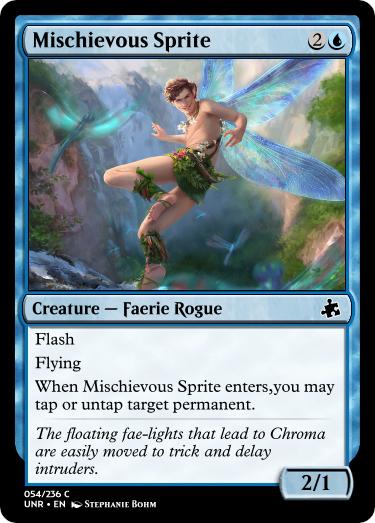 Mischievous Sprite 2
Creature — Faerie Rogue
Flash
Flying
When Mischievous Sprite enters,you may
tap or untap target permanent.
The floating fae-lights that lead to Chroma
are easily moved to trick and delay
intruders.
2/1
054/236 C
UNR • EN Stephanie Bohm